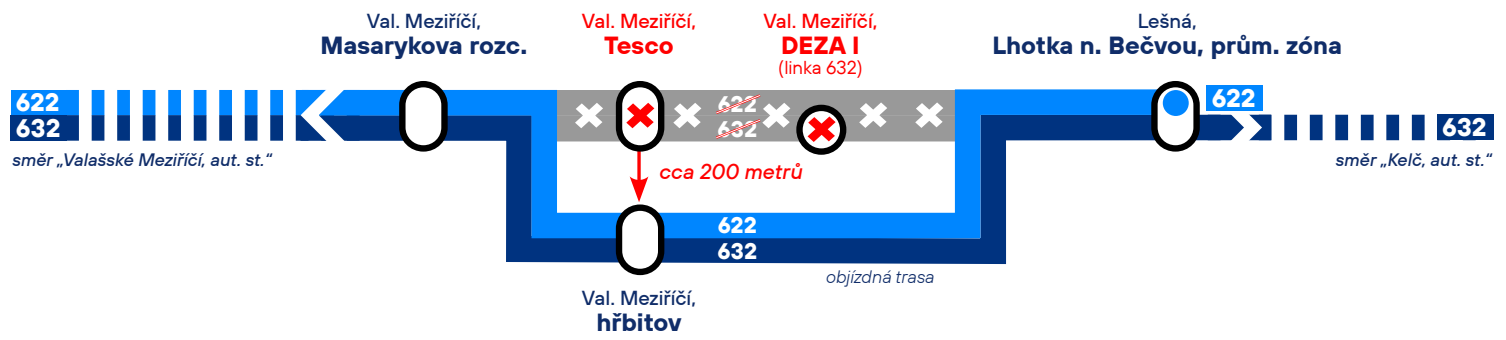 Val. Meziříčí,
Masarykova rozc.
Val. Meziříčí,
Tesco
Val. Meziříčí,
DEZA I
(linka 632)
Lešná,
Lhotka n. Bečvou, prům. zóna
622
632
622
632
622
632
směr „Valašské Meziříčí, aut. st.“
směr „Kelč, aut. st.“
cca 200 metrů
622
632
objízdná trasa
Val. Meziříčí,
hřbitov